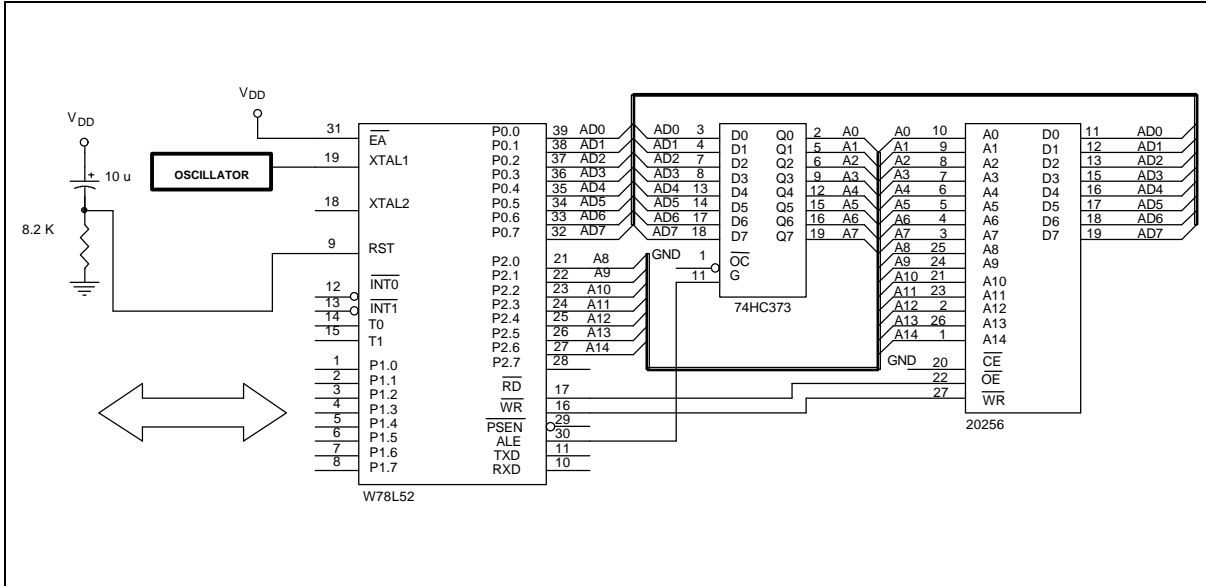 VDD
10 u
8.2 K
VDD
OSCILLATOR
31 EA
19 XTAL1
18 XTAL2
9 RST
12 INT0
13 INT1
14 T0
15 T1
1 P1.0
2 P1.1
3 P1.2
4 P1.3
5 P1.4
6 P1.5
7 P1.6
8 P1.7
P0.0 39 AD0
P0.1 38 AD1
P0.2 37 AD2
P0.3 36 AD3
P0.4 35 AD4
P0.5 34 AD5
P0.6 33 AD6
P0.7 32 AD7
P2.0 21 A8
P2.1 22 A9
P2.2 23 A10
P2.3 24 A11
P2.4 25 A12
P2.5 26 A13
P2.6 27 A14
P2.7 28
RD 17
WR 16
PSEN 29
ALE 30
TXD 11
RXD 10
W78L52
AD0 3 D0 Q0 2 A0
AD1 4 D1 Q1 5 A1
AD2 7 D2 Q2 6 A2
AD3 8 D3 Q3 9 A3
AD4 13 D4 Q4 12 A4
AD5 14 D5 Q5 15 A5
AD6 17 D6 Q6 16 A6
AD7 18 D7 Q7 19 A7
GND 1 OC
11 G
74HC373
A0 10 A0 D0 11 AD0
A1 9 A1 D1 12 AD1
A2 8 A2 D2 13 AD2
A3 7 A3 D3 15 AD3
A4 6 A4 D4 16 AD4
A5 5 A5 D5 17 AD5
A6 4 A6 D6 18 AD6
A7 3 A7 D7 19 AD7
A8 25 A8
A9 24 A9
A10 21 A10
A11 23 A11
A12 2 A12
A13 26 A13
A14 1 A14
GND 20 CE
22 OE
27 WR
20256